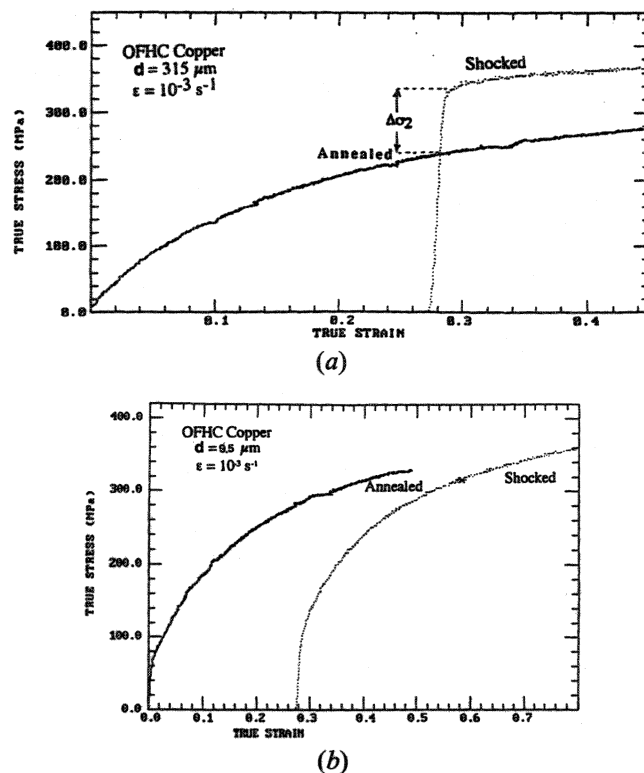 OFHC Copper
d = 315 μm
ε = 10⁻³ s⁻¹
Shocked
Δσ₂
Annealed
TRUE STRESS (MPa)
400.0
300.0
200.0
100.0
0.0
0.1
0.2
0.3
0.4
TRUE STRAIN
(a)
OFHC Copper
d = 9.5 μm
ε = 10⁻³ s⁻¹
Annealed
Shocked
TRUE STRESS (MPa)
400.0
300.0
200.0
100.0
0.0
0.0 0.1 0.2 0.3 0.4 0.5 0.6 0.7
TRUE STRAIN
(b)